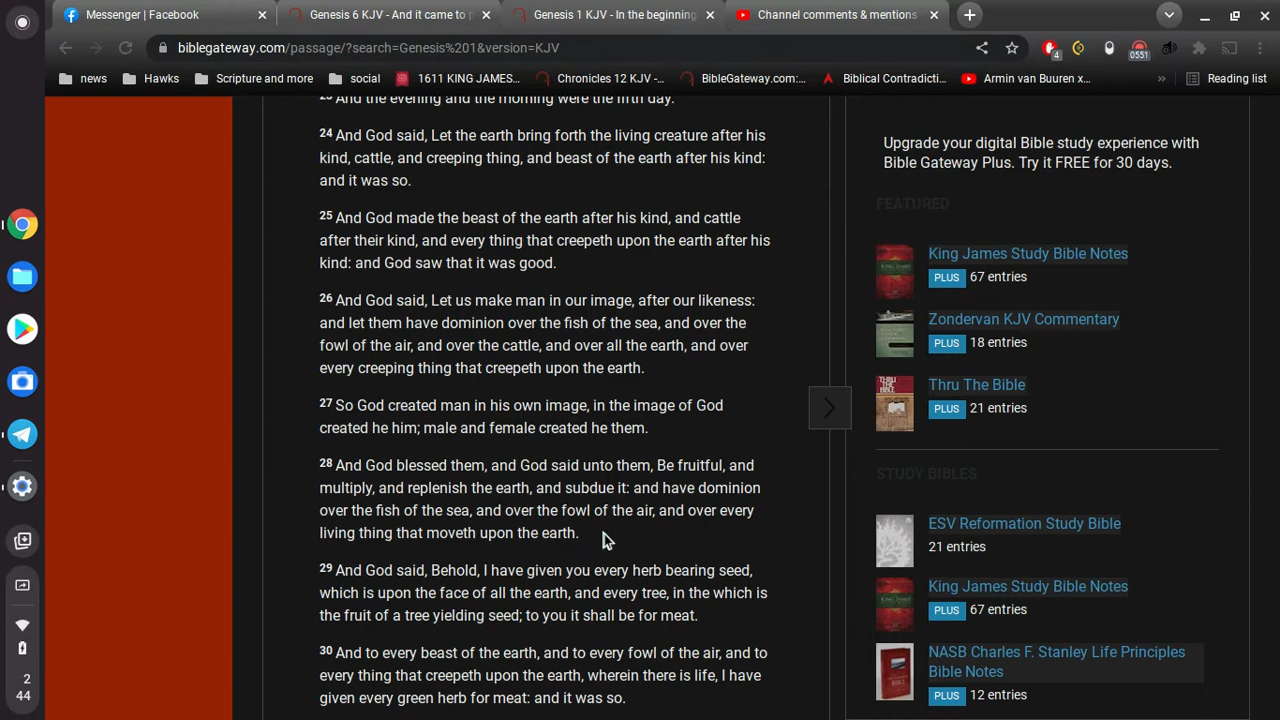 Messenger | Facebook
Genesis 6 KJV - And it came to p
Genesis 1 KJV - In the beginning
Channel comments & mentions
biblegateway.com/passage/?search=Genesis%201&version=KJV
4
0551
news
Hawks
Scripture and more
social
1611 KING JAMES...
Chronicles 12 KJV -...
BibleGateway.com:...
Biblical Contradicti...
Armin van Buuren x...
»
Reading list
23 And the evening and the morning were the fifth day.
24 And God said, Let the earth bring forth the living creature after his
kind, cattle, and creeping thing, and beast of the earth after his kind:
and it was so.
25 And God made the beast of the earth after his kind, and cattle
after their kind, and every thing that creepeth upon the earth after his
kind: and God saw that it was good.
26 And God said, Let us make man in our image, after our likeness:
and let them have dominion over the fish of the sea, and over the
fowl of the air, and over the cattle, and over all the earth, and over
every creeping thing that creepeth upon the earth.
27 So God created man in his own image, in the image of God
created he him; male and female created he them.
28 And God blessed them, and God said unto them, Be fruitful, and
multiply, and replenish the earth, and subdue it: and have dominion
over the fish of the sea, and over the fowl of the air, and over every
living thing that moveth upon the earth.
29 And God said, Behold, I have given you every herb bearing seed,
which is upon the face of all the earth, and every tree, in the which is
the fruit of a tree yielding seed; to you it shall be for meat.
30 And to every beast of the earth, and to every fowl of the air, and to
every thing that creepeth upon the earth, wherein there is life, I have
given every green herb for meat: and it was so.
Upgrade your digital Bible study experience with
Bible Gateway Plus. Try it FREE for 30 days.
FEATURED
King James Study Bible Notes
PLUS 67 entries
Zondervan KJV Commentary
PLUS 18 entries
Thru The Bible
PLUS 21 entries
STUDY BIBLES
ESV Reformation Study Bible
21 entries
King James Study Bible Notes
PLUS 67 entries
NASB Charles F. Stanley Life Principles
Bible Notes
PLUS 12 entries
2
44